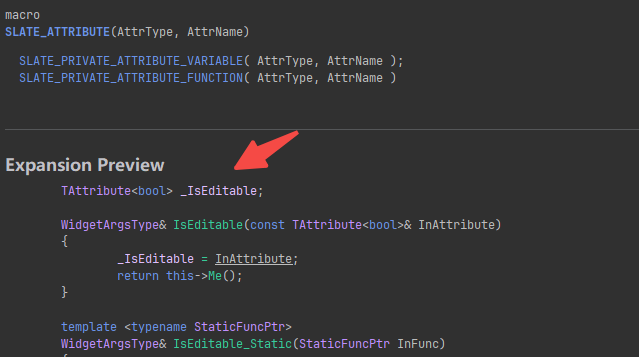 macro
SLATE_ATTRIBUTE(AttrType, AttrName)
SLATE_PRIVATE_ATTRIBUTE_VARIABLE( AttrType, AttrName );
SLATE_PRIVATE_ATTRIBUTE_FUNCTION( AttrType, AttrName )
Expansion Preview
TAttribute<bool> _IsEditable;
WidgetArgsType& IsEditable(const TAttribute<bool>& InAttribute)
{
_IsEditable = InAttribute;
return this->Me();
}
template <typename StaticFuncPtr>
WidgetArgsType& IsEditable_Static(StaticFuncPtr InFunc)
{